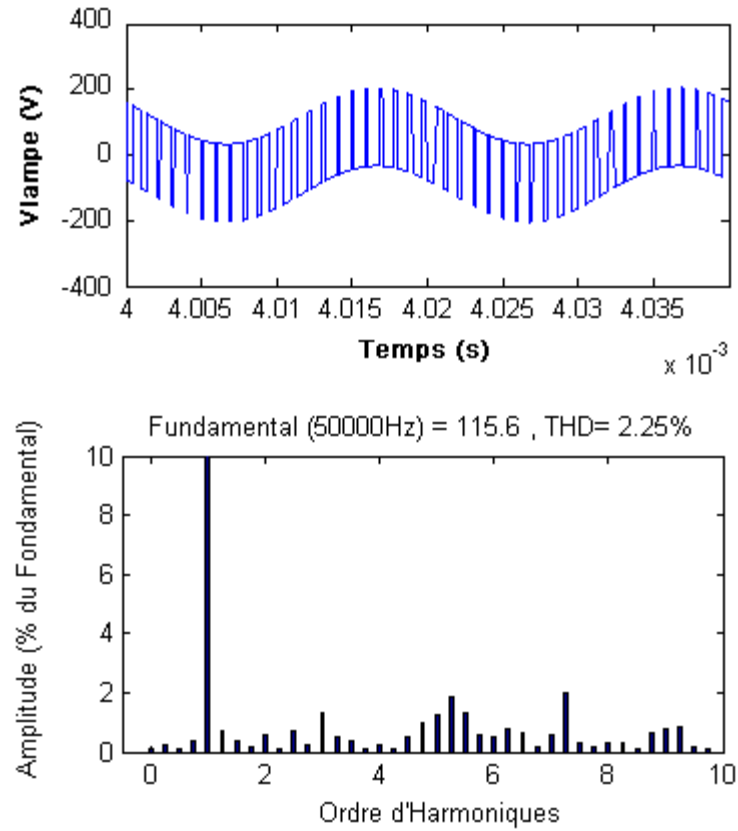 400
200
0
-200
-400
Vlampe (V)
4 4.005 4.01 4.015 4.02 4.025 4.03 4.035
Temps (s)
x 10^-3
Fundamental (50000Hz) = 115.6 , THD= 2.25%
10
8
6
4
2
0
Amplitude (% du Fondamental)
0 2 4 6 8 10
Ordre d'Harmoniques